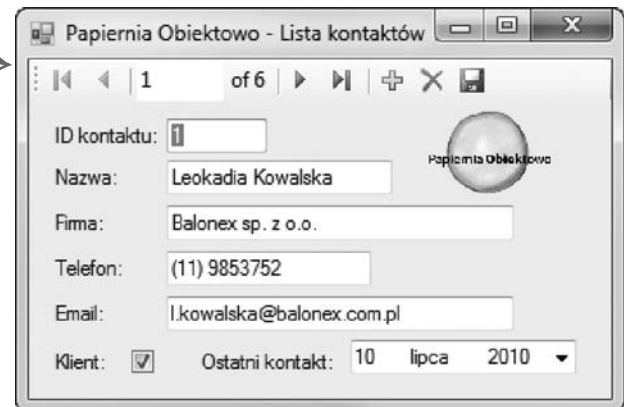 Papiernia Obiektowo - Lista kontaktów
1 of 6
ID kontaktu: 1
Papiernia Obiektowo
Nazwa: Leokadia Kowalska
Firma: Balonex sp. z o.o.
Telefon: (11) 9853752
Email: l.kowalska@balonex.com.pl
Klient: Ostatni kontakt: 10 lipca 2010